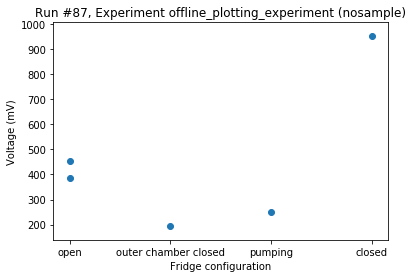 Run #87, Experiment offline_plotting_experiment (nosample)
1000
900
800
700
600
500
400
300
200
Voltage (mV)
open
outer chamber closed
pumping
closed
Fridge configuration